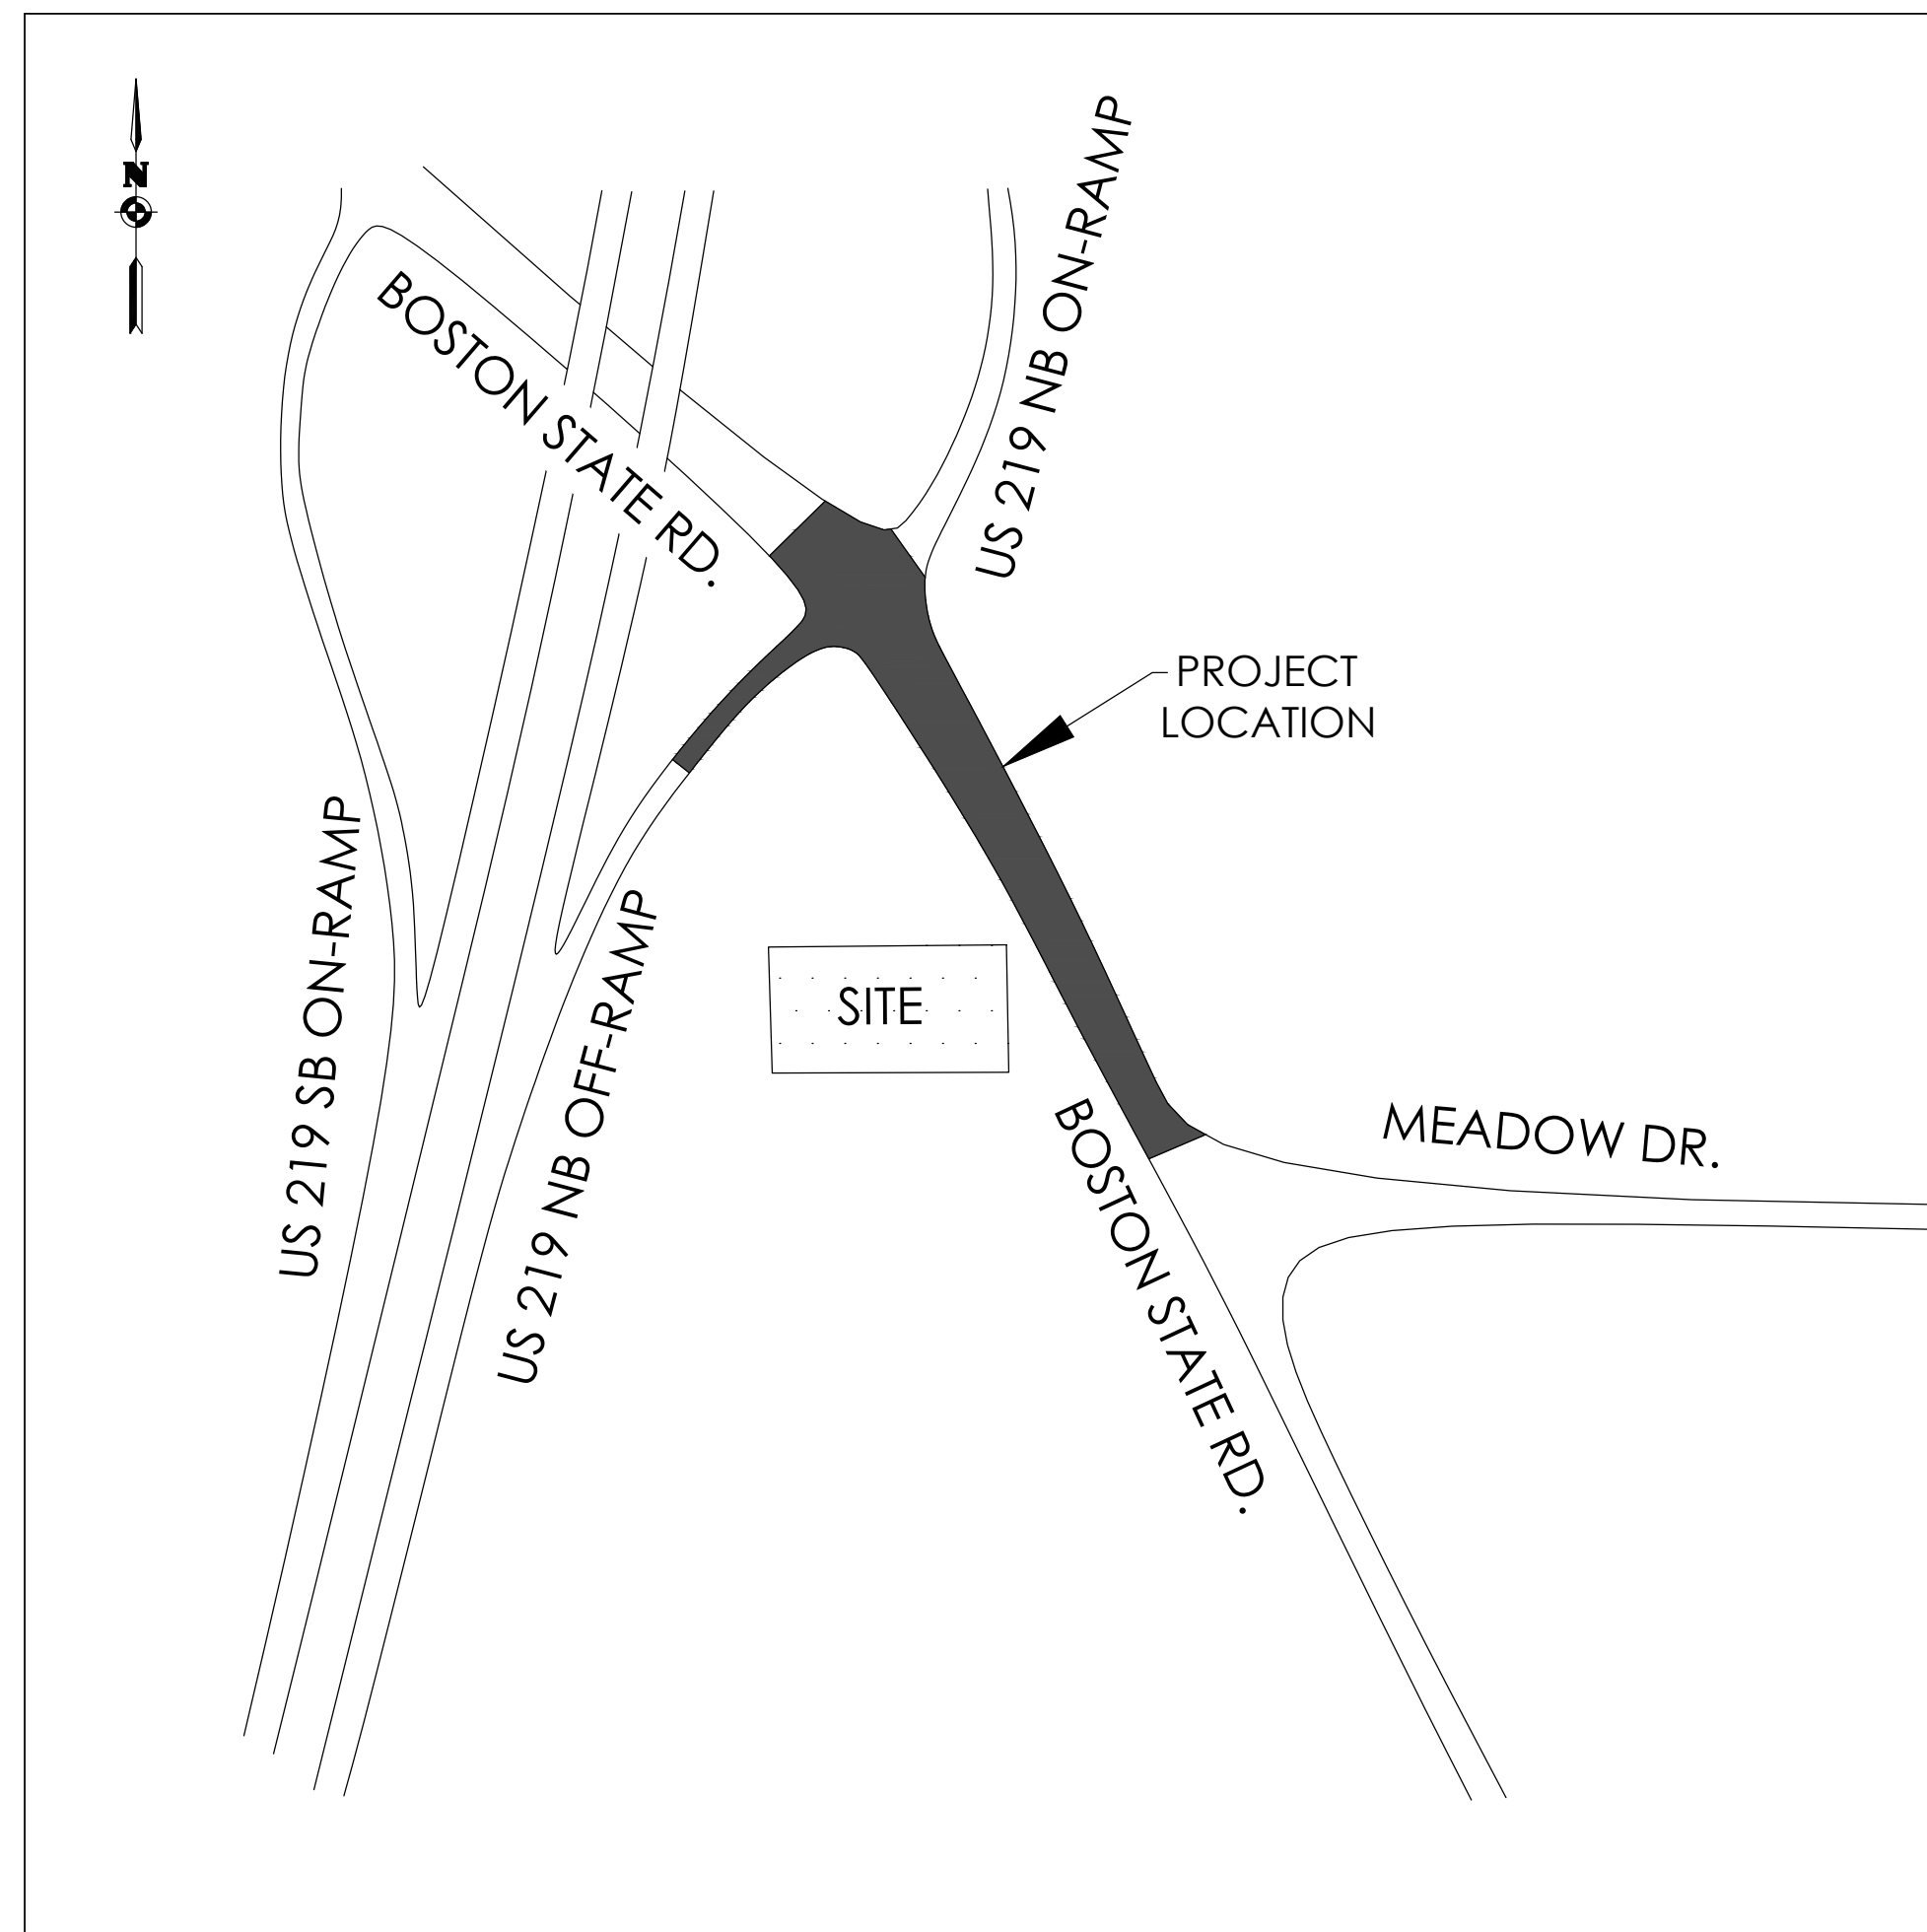 N
US 219 NB ON-RAMP
BOSTON STATE RD.
PROJECT
LOCATION
US 219 SB ON-RAMP
US 219 NB OFF-RAMP
SITE
MEADOW DR.
BOSTON STATE RD.